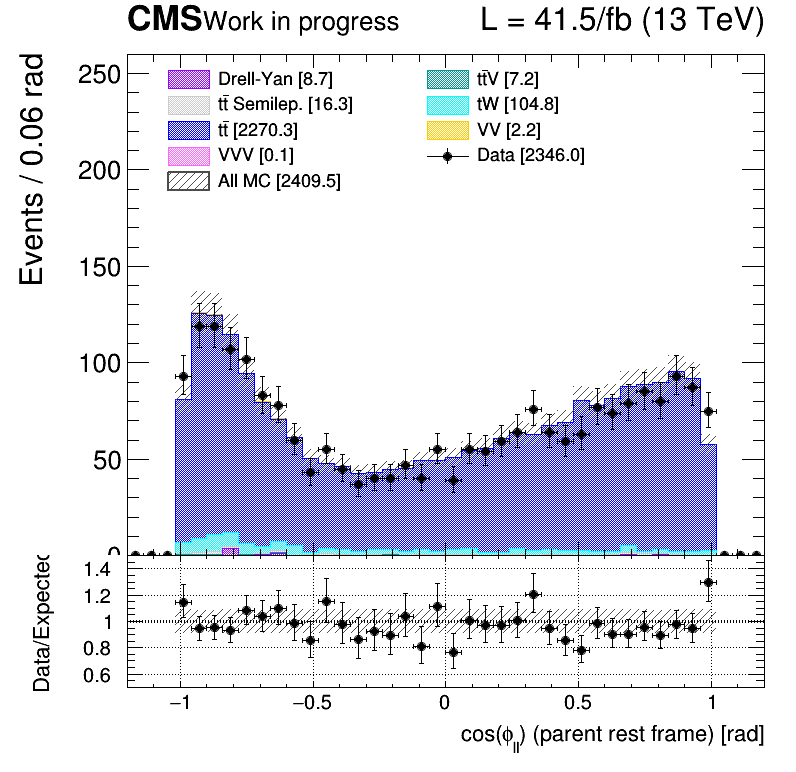 CMS Work in progress L = 41.5/fb (13 TeV)
Events / 0.06 rad
250
200
150
100
50
0
Drell-Yan [8.7]
tt̄ Semilep. [16.3]
tt̄ [2270.3]
VVV [0.1]
All MC [2409.5]
tt̄V [7.2]
tW [104.8]
VV [2.2]
Data [2346.0]
Data/Expected
1.4
1.2
1
0.8
0.6
−1 −0.5 0 0.5 1
cos(ϕ_ll) (parent rest frame) [rad]